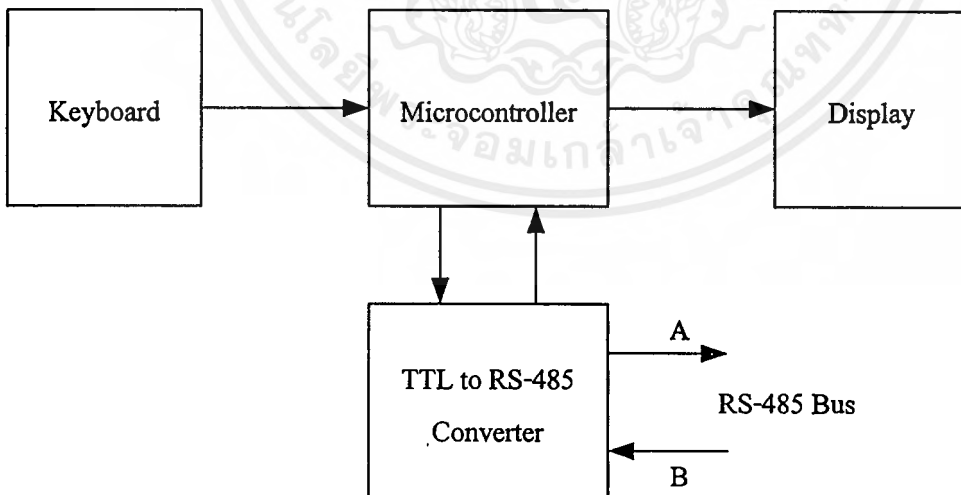 Keyboard
Microcontroller
Display
A
TTL to RS-485
Converter
RS-485 Bus
B